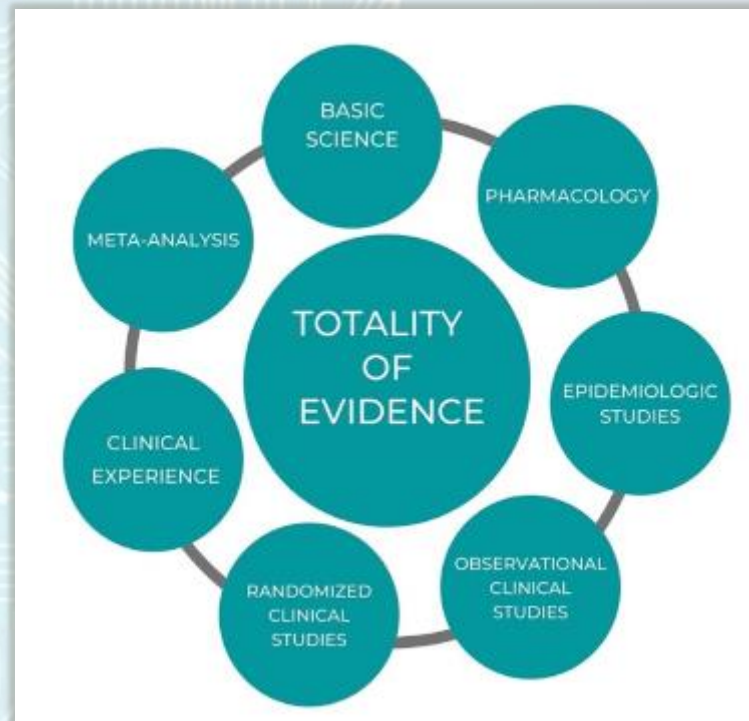 BASIC
SCIENCE
PHARMACOLOGY
META-ANALYSIS
TOTALITY
OF
EVIDENCE
EPIDEMIOLOGIC
STUDIES
CLINICAL
EXPERIENCE
OBSERVATIONAL
CLINICAL
STUDIES
RANDOMIZED
CLINICAL
STUDIES